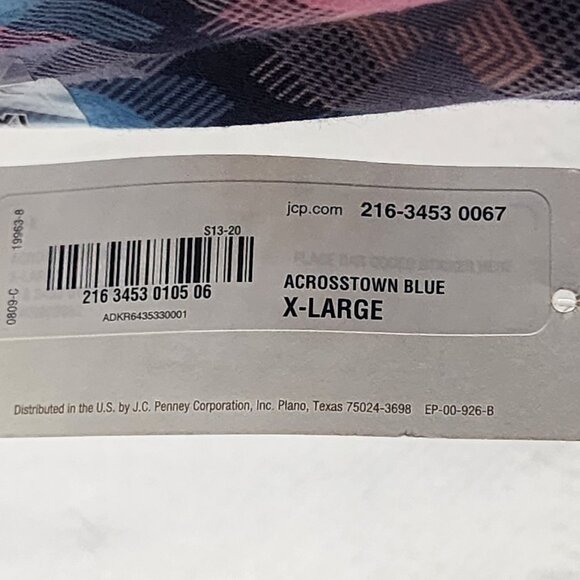 jcp.com 216-3453 0067
S13-20
216 3453 0105 06
ADKR6435330001
0809-C 19963-8
ACROSSTOWN BLUE
X-LARGE
Distributed in the U.S. by J.C. Penney Corporation, Inc. Plano, Texas 75024-3698 EP-00-926-B